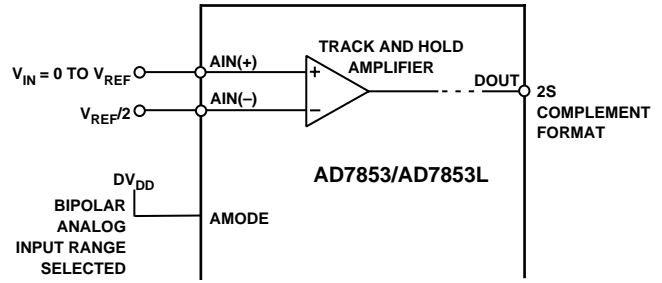 V_IN = 0 TO V_REF
AIN(+)
+
TRACK AND HOLD
AMPLIFIER
V_REF/2
AIN(–)
–
DOUT
2S
COMPLEMENT
FORMAT
AD7853/AD7853L
DV_DD
BIPOLAR
ANALOG
INPUT RANGE
SELECTED
AMODE